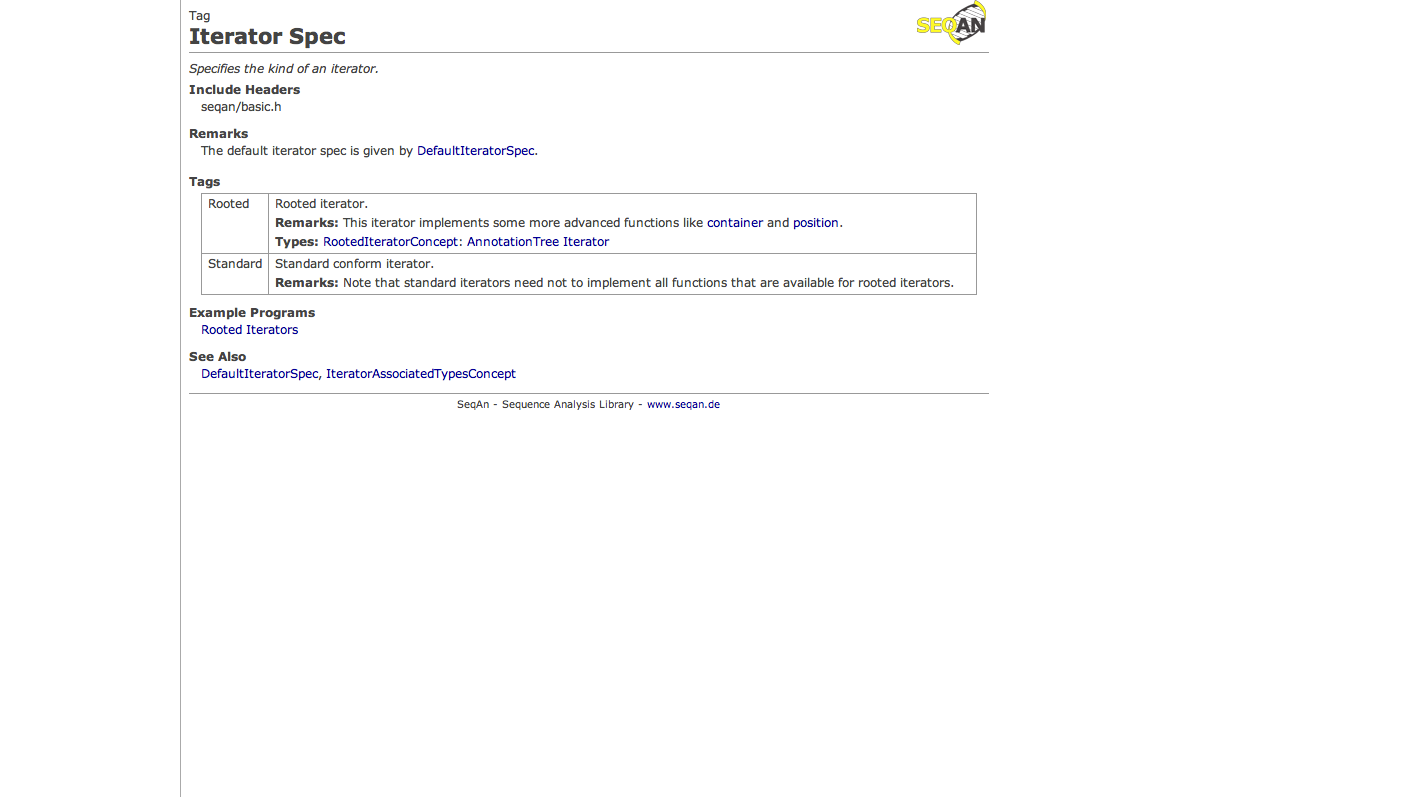 Tag
SEQAN
Iterator Spec
Specifies the kind of an iterator.
Include Headers
seqan/basic.h
Remarks
The default iterator spec is given by DefaultIteratorSpec.
Tags
Rooted Rooted iterator.
Remarks: This iterator implements some more advanced functions like container and position.
Types: RootedIteratorConcept: AnnotationTree Iterator
Standard Standard conform iterator.
Remarks: Note that standard iterators need not to implement all functions that are available for rooted iterators.
Example Programs
Rooted Iterators
See Also
DefaultIteratorSpec, IteratorAssociatedTypesConcept
SeqAn - Sequence Analysis Library - www.seqan.de